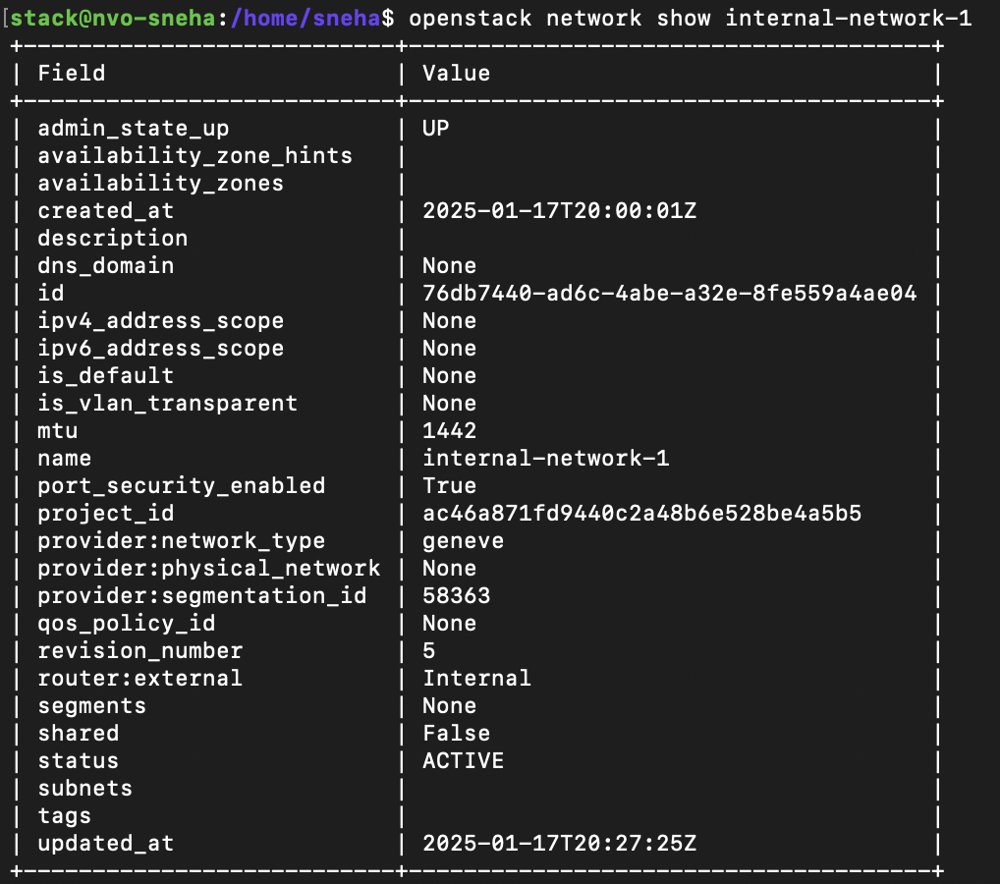 [stack@nvo-sneha:/home/sneha$ openstack network show internal-network-1
+----------------------------+--------------------------------------+
| Field                      | Value                                |
+----------------------------+--------------------------------------+
| admin_state_up             | UP                                   |
| availability_zone_hints    |                                      |
| availability_zones         |                                      |
| created_at                 | 2025-01-17T20:00:01Z                 |
| description                |                                      |
| dns_domain                 | None                                 |
| id                         | 76db7440-ad6c-4abe-a32e-8fe559a4ae04 |
| ipv4_address_scope         | None                                 |
| ipv6_address_scope         | None                                 |
| is_default                 | None                                 |
| is_vlan_transparent        | None                                 |
| mtu                        | 1442                                 |
| name                       | internal-network-1                   |
| port_security_enabled      | True                                 |
| project_id                 | ac46a871fd9440c2a48b6e528be4a5b5     |
| provider:network_type      | geneve                               |
| provider:physical_network  | None                                 |
| provider:segmentation_id   | 58363                                |
| qos_policy_id              | None                                 |
| revision_number            | 5                                    |
| router:external            | Internal                             |
| segments                   | None                                 |
| shared                     | False                                |
| status                     | ACTIVE                               |
| subnets                    |                                      |
| tags                       |                                      |
| updated_at                 | 2025-01-17T20:27:25Z                 |
+----------------------------+--------------------------------------+